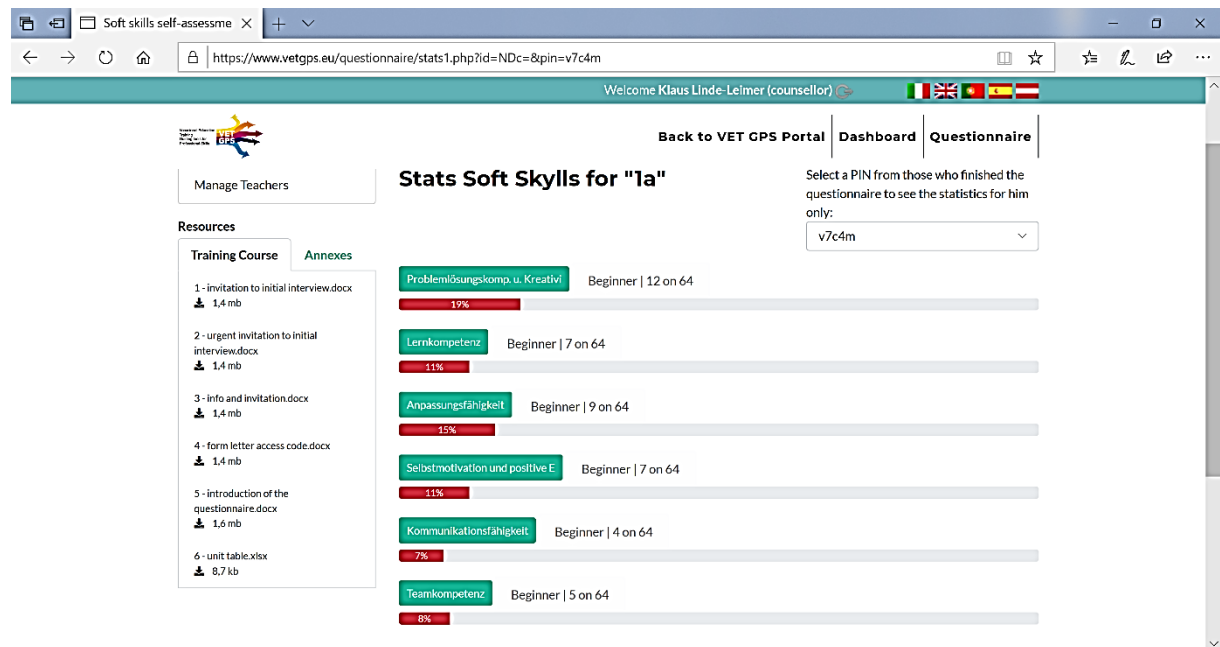 Soft skills self-assessme
https://www.vetgps.eu/questionnaire/stats1.php?id=NDc=&pin=v7c4m
Welcome Klaus Linde-Leimer (counsellor)
VET
GPS
Back to VET GPS Portal Dashboard Questionnaire
Manage Teachers
Resources
Training Course Annexes
1 - invitation to initial interview.docx
1,4 mb
2 - urgent invitation to initial
interview.docx
1,4 mb
3 - info and invitation.docx
1,4 mb
4 - form letter access code.docx
1,4 mb
5 - introduction of the
questionnaire.docx
1,6 mb
6 - unit table.xlsx
8,7 kb
Stats Soft Skylls for "1a"
Select a PIN from those who finished the
questionnaire to see the statistics for him
only:
v7c4m
Problemlösungskomp. u. Kreativi Beginner | 12 on 64
19%
Lernkompetenz Beginner | 7 on 64
11%
Anpassungsfähigkeit Beginner | 9 on 64
15%
Selbstmotivation und positive E Beginner | 7 on 64
11%
Kommunikationsfähigkeit Beginner | 4 on 64
7%
Teamkompetenz Beginner | 5 on 64
8%